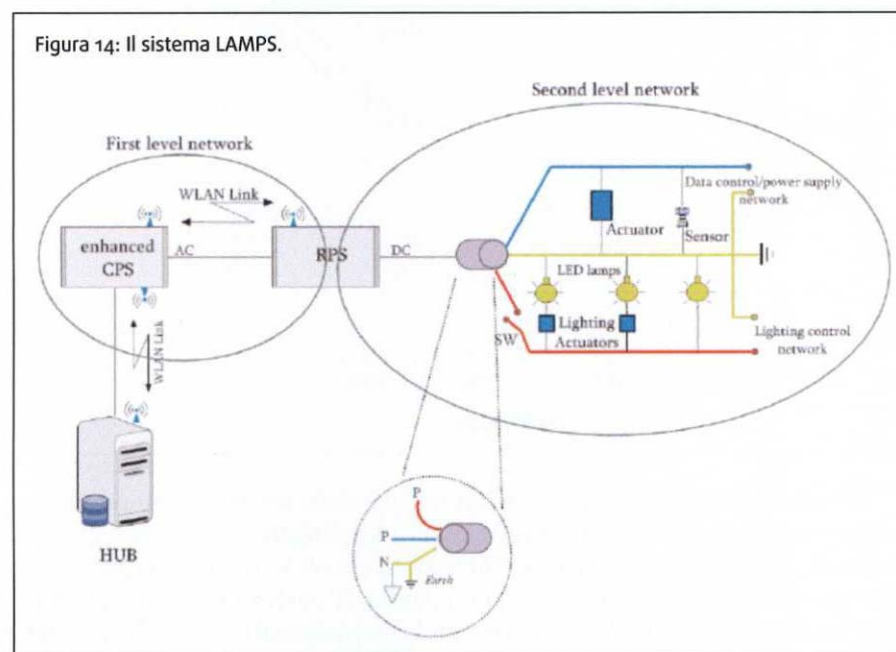 Figura 14: Il sistema LAMPS.
Second level network
First level network
WLAN Link
enhanced
CPS
AC
RPS
DC
Data control/power supply
network
Actuator
Sensor
LED lamps
Lighting
Actuators
SW
Lighting control
network
WLAN Link
HUB
P
P
N
Earth